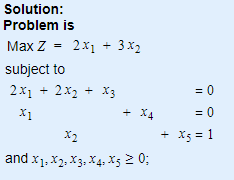 Solution:
Problem is
Max Z = 2x₁ + 3x₂
subject to
2x₁ + 2x₂ + x₃ = 0
x₁ + x₄ = 0
x₂ + x₅ = 1
and x₁, x₂, x₃, x₄, x₅ ≥ 0;